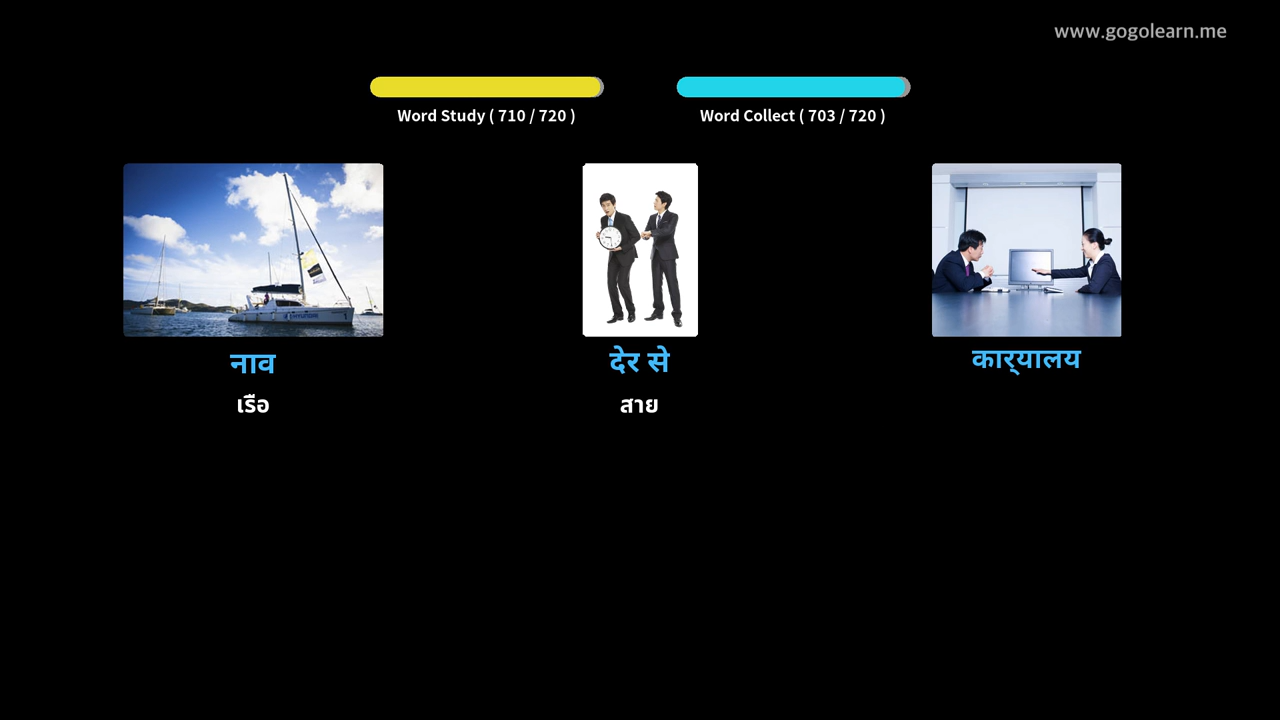 www.gogolearn.me
Word Study ( 710 / 720 )
Word Collect ( 703 / 720 )
नाव
देर से
कार्‍यालय
เรือ
สาย